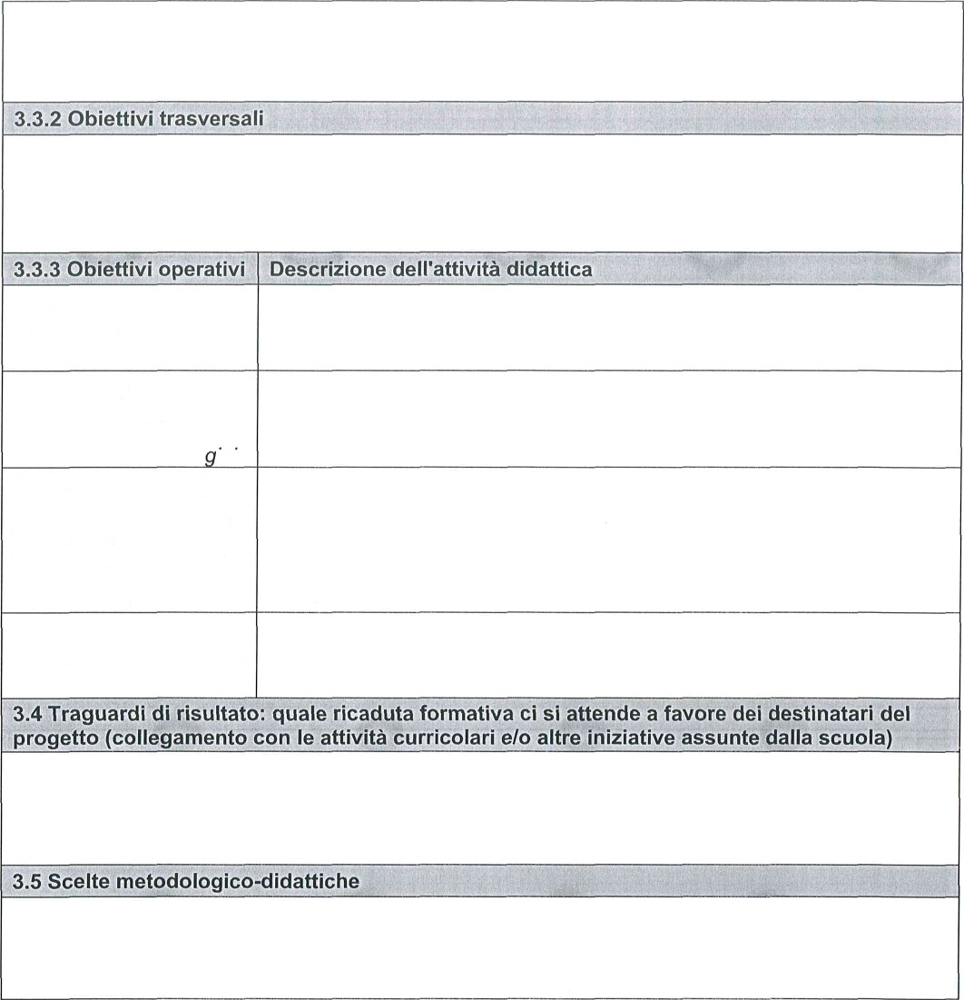 3.3.2 Obiettivi trasversali
3.3.3 Obiettivi operativi Descrizione dell'attività didattica
g
3.4 Traguardi di risultato: quale ricaduta formativa ci si attende a favore dei destinatari del
progetto (collegamento con le attività curricolari e/o altre iniziative assunte dalla scuola)
3.5 Scelte metodologico-didattiche